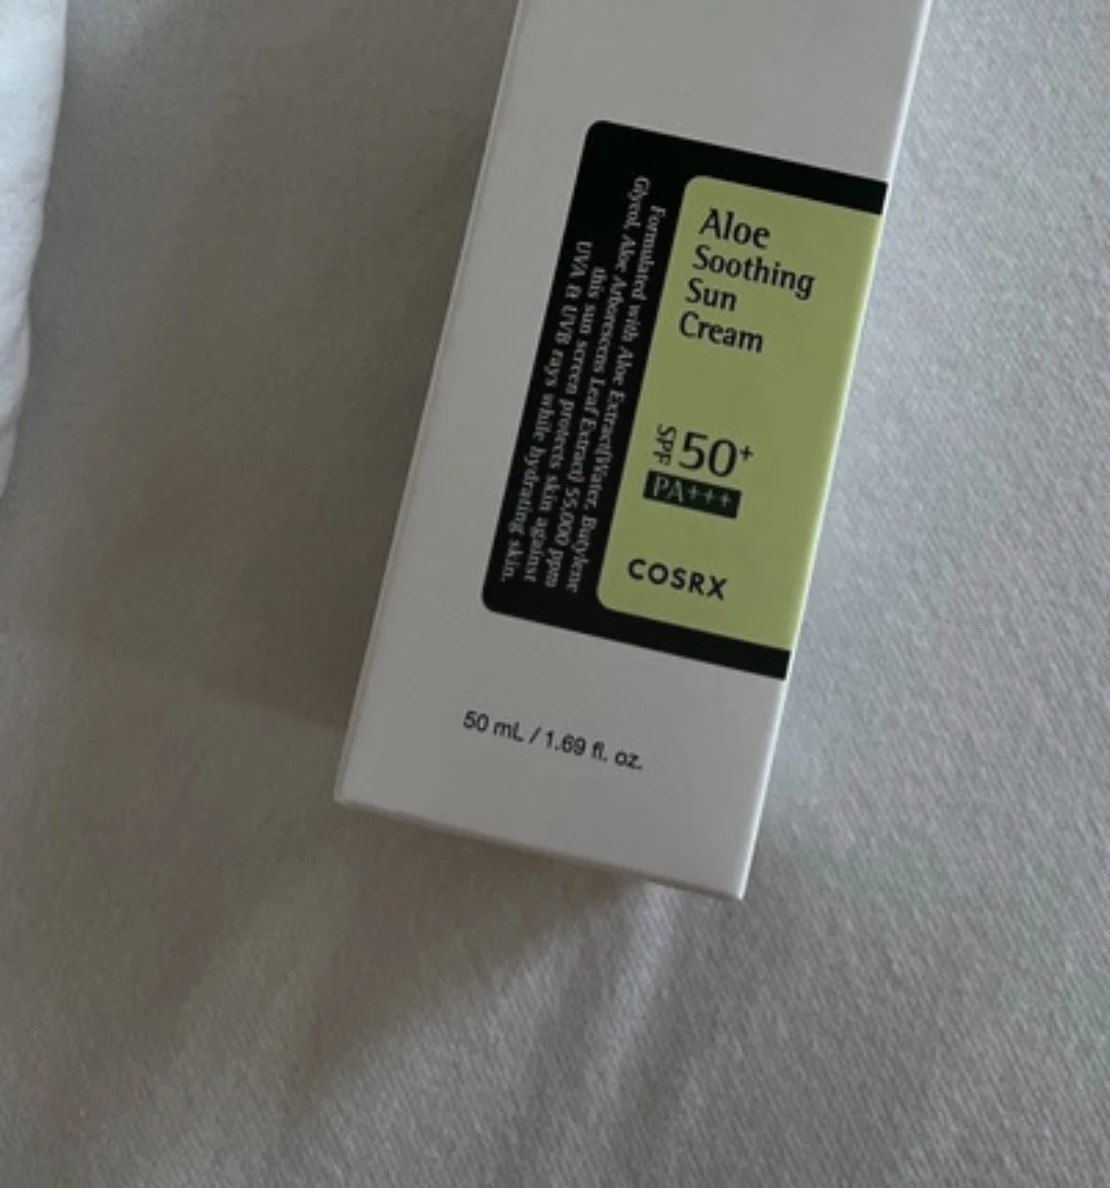 Aloe
Soothing
Sun
Cream
SPF 50+
PA+++
COSRX
Formulated with Aloe Extract(Water, Butylene
Glycol, Aloe Arborescens Leaf Extract) 55,000 ppm
this sun screen protects skin against
UVA & UVB rays while hydrating skin.
50 mL / 1.69 fl. oz.